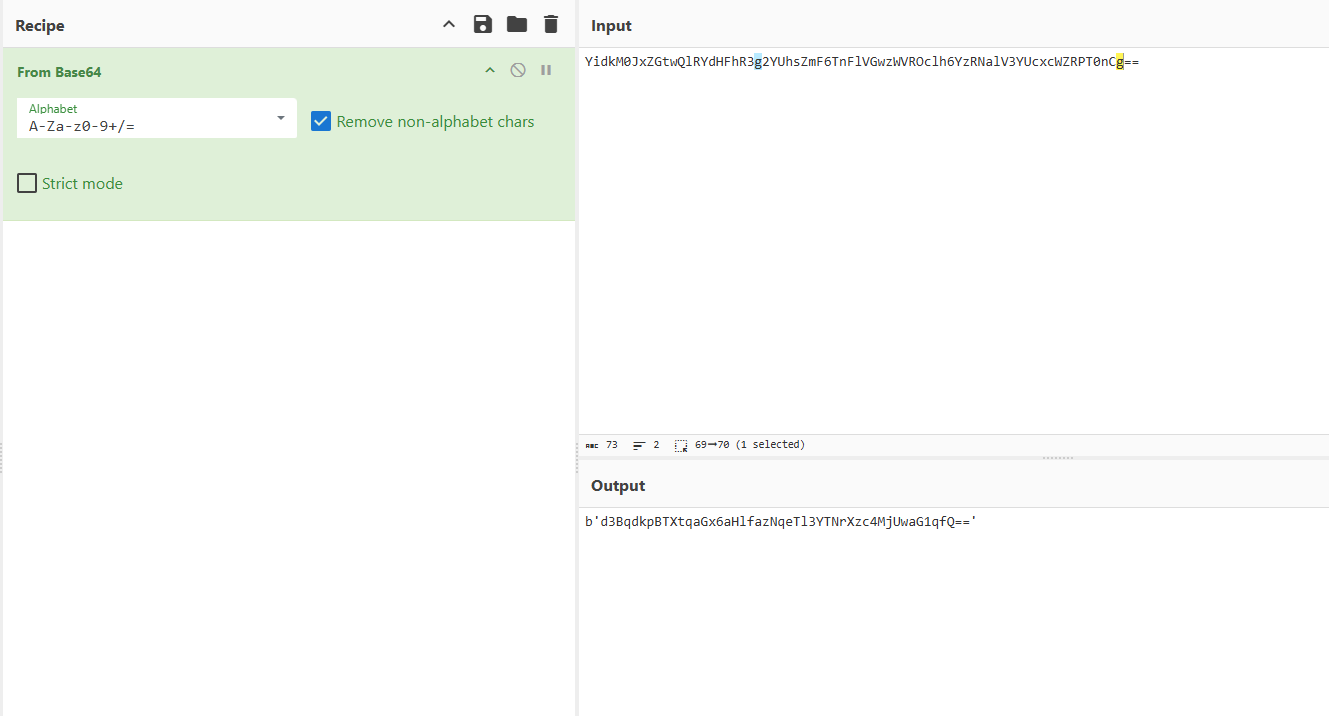 Recipe
From Base64
Alphabet
A-Za-z0-9+/=
Remove non-alphabet chars
Strict mode
Input
YidkM0JxZGtwQlRYdHFhR3g2YUhsZmF6TnFlVGwzWVROclh6YzRNalV3YUcxcWZRPT0nCg==
ABC 73 2 69→70 (1 selected)
Output
b'd3BqdkpBTXtqaGx6aHlfazNqeTl3YTNrXzc4MjUwaG1qfQ=='